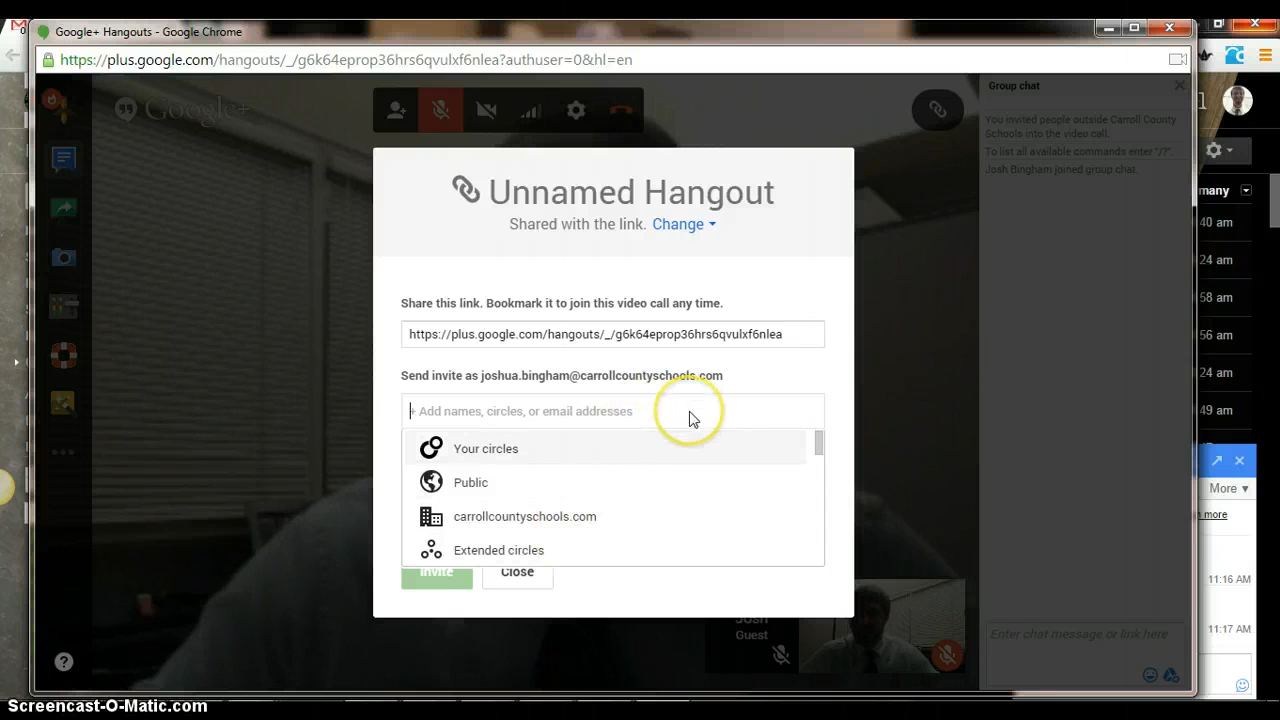 Google+ Hangouts - Google Chrome
https://plus.google.com/hangouts/_/g6k64eprop36hrs6qvulxf6nlea?authuser=0&hl=en
Google+
Group chat
You invited people outside Carroll County
Schools into the video call.
To list all available commands enter "/?".
Josh Bingham joined group chat.
Unnamed Hangout
Shared with the link. Change
Share this link. Bookmark it to join this video call any time.
https://plus.google.com/hangouts/_/g6k64eprop36hrs6qvulxf6nlea
Send invite as joshua.bingham@carrollcountyschools.com
+ Add names, circles, or email addresses
Your circles
Public
carrollcountyschools.com
Extended circles
Invite
Close
Josh
Guest
Enter chat message or link here
many
40 am
24 am
58 am
56 am
24 am
49 am
More
n more
11:16 AM
11:17 AM
Screencast-O-Matic.com